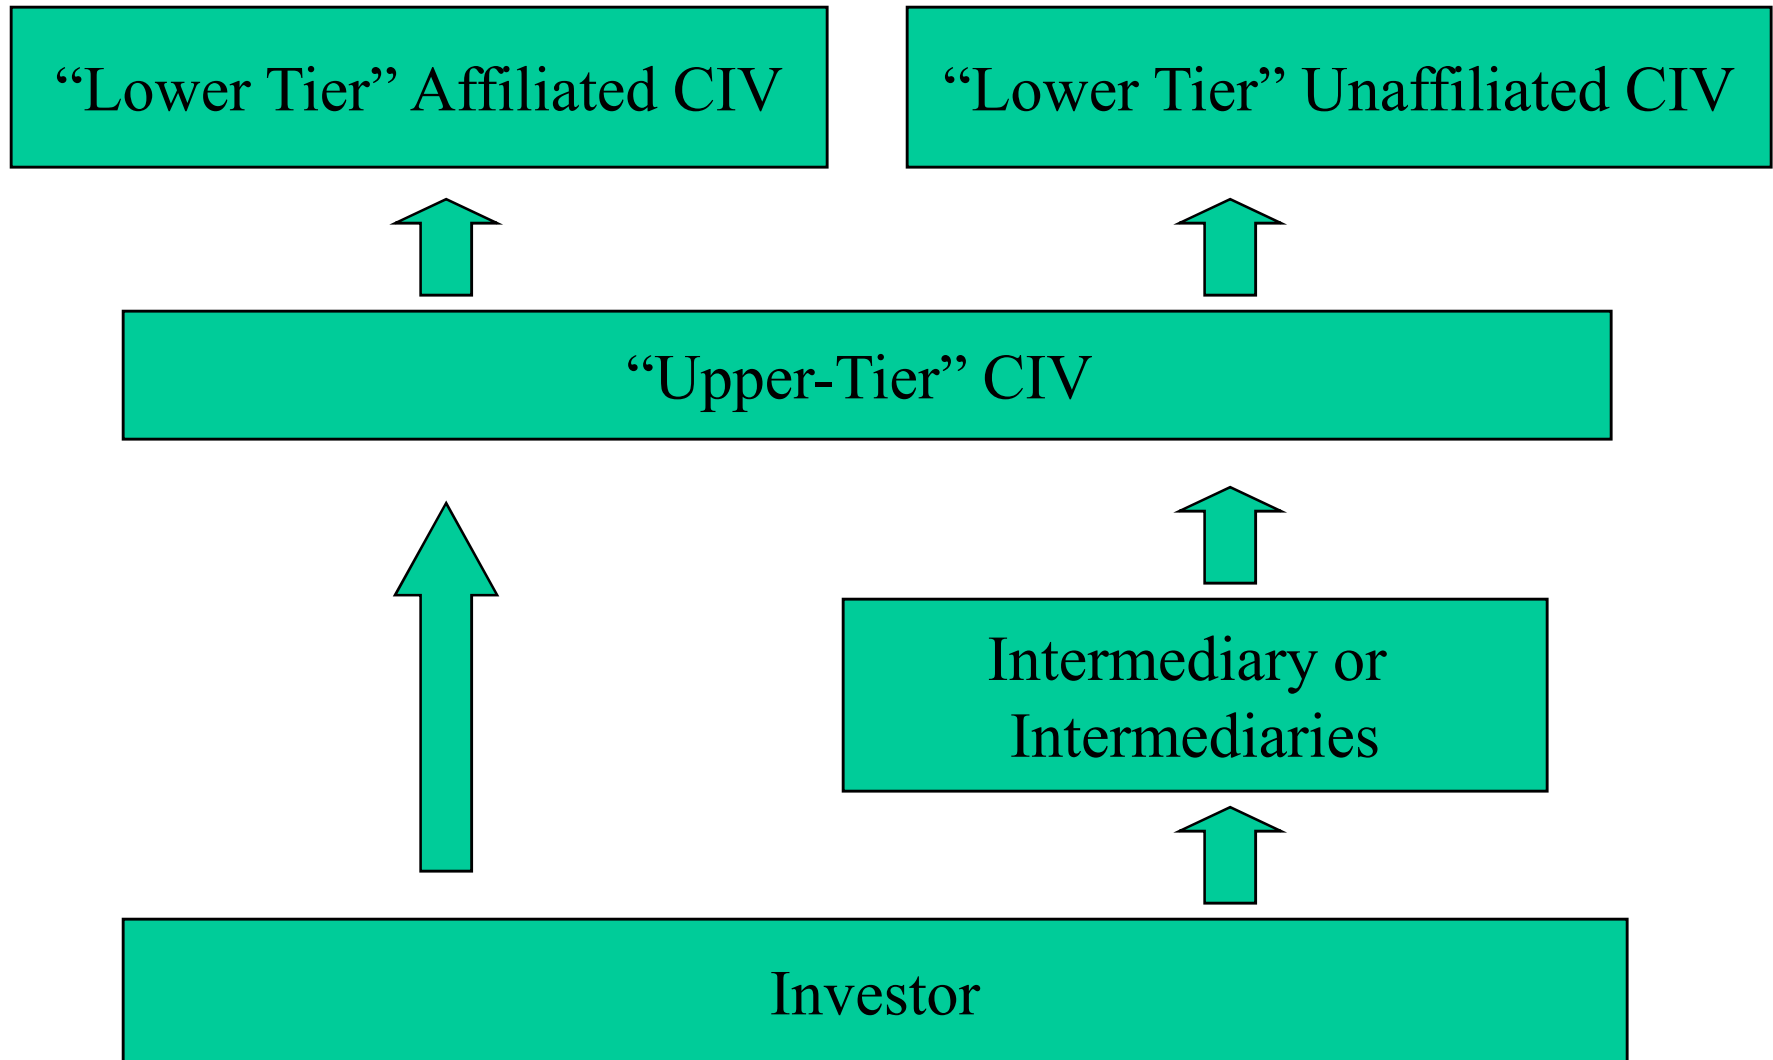 “Lower Tier” Affiliated CIV
“Lower Tier” Unaffiliated CIV
“Upper-Tier” CIV
Intermediary or
Intermediaries
Investor